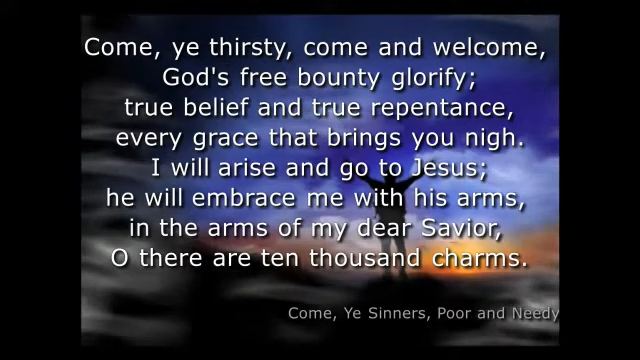 Come, ye thirsty, come and welcome,
God's free bounty glorify;
true belief and true repentance,
every grace that brings you nigh.
I will arise and go to Jesus;
he will embrace me with his arms,
in the arms of my dear Savior,
O there are ten thousand charms.
Come, Ye Sinners, Poor and Needy